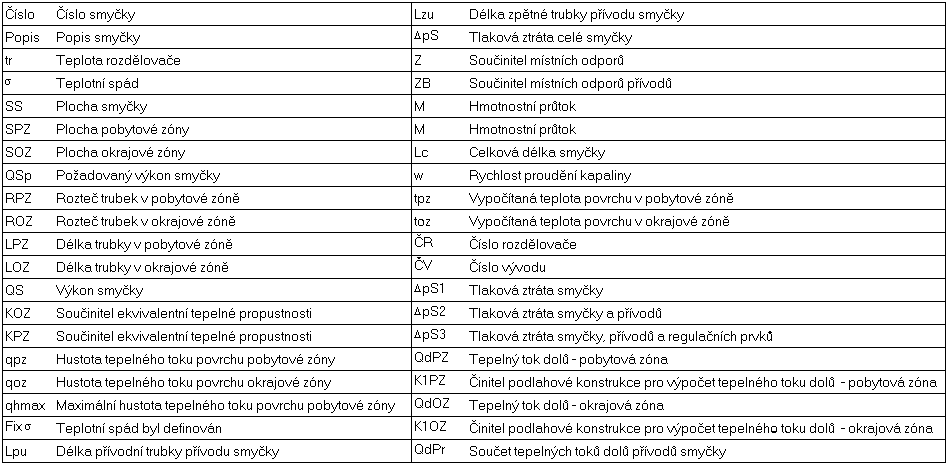 Číslo Číslo smyčky
Popis Popis smyčky
tr Teplota rozdělovače
σ Teplotní spád
SS Plocha smyčky
SPZ Plocha pobytové zóny
SOZ Plocha okrajové zóny
QSp Požadovaný výkon smyčky
RPZ Rozteč trubek v pobytové zóně
ROZ Rozteč trubek v okrajové zóně
LPZ Délka trubky v pobytové zóně
LOZ Délka trubky v okrajové zóně
QS Výkon smyčky
KOZ Součinitel ekvivalentní tepelné propustnosti
KPZ Součinitel ekvivalentní tepelné propustnosti
qpz Hustota tepelného toku povrchu pobytové zóny
qoz Hustota tepelného toku povrchu okrajové zóny
qhmax Maximální hustota tepelného toku povrchu pobytové zóny
Fix σ Teplotní spád byl definován
Lpu Délka přívodní trubky přívodu smyčky
Lzu Délka zpětné trubky přívodu smyčky
ΔpS Tlaková ztráta celé smyčky
Z Součinitel místních odporů
ZB Součinitel místních odporů přívodů
M Hmotnostní průtok
M Hmotnostní průtok
Lc Celková délka smyčky
w Rychlost proudění kapaliny
tpz Vypočítaná teplota povrchu v pobytové zóně
toz Vypočítaná teplota povrchu v okrajové zóně
ČR Číslo rozdělovače
ČV Číslo vývodu
ΔpS1 Tlaková ztráta smyčky
ΔpS2 Tlaková ztráta smyčky a přívodů
ΔpS3 Tlaková ztráta smyčky, přívodů a regulačních prvků
QdPZ Tepelný tok dolů - pobytová zóna
K1PZ Činitel podlahové konstrukce pro výpočet tepelného toku dolů - pobytová zóna
QdOZ Tepelný tok dolů - okrajová zóna
K1OZ Činitel podlahové konstrukce pro výpočet tepelného toku dolů - okrajová zóna
QdPr Součet tepelných toků dolů přívodů smyčky